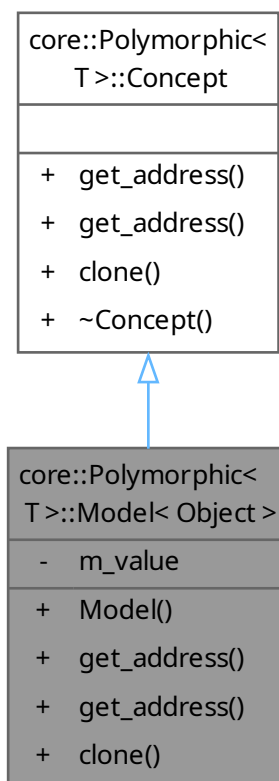 core::Polymorphic<
T >::Concept
+ get_address()
+ get_address()
+ clone()
+ ~Concept()
core::Polymorphic<
T >::Model< Object >
- m_value
+ Model()
+ get_address()
+ get_address()
+ clone()